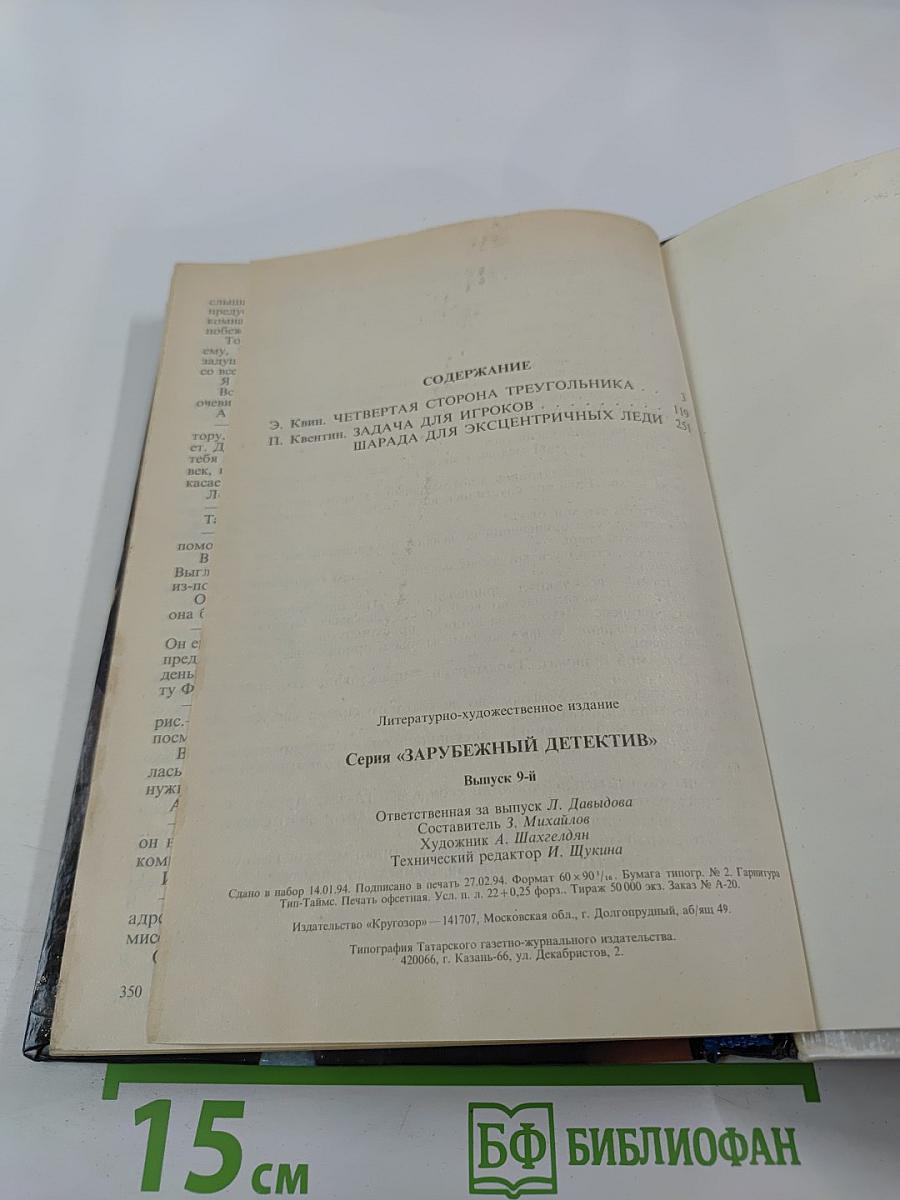 СОДЕРЖАНИЕ
Э. Квин. ЧЕТВЕРТАЯ СТОРОНА ТРЕУГОЛЬНИКА . . 3
П. Квентин. ЗАДАЧА ДЛЯ ИГРОКОВ . . . . . . . . . 119
ШАРАДА ДЛЯ ЭКСЦЕНТРИЧНЫХ ЛЕДИ 251
Литературно-художественное издание
Серия «ЗАРУБЕЖНЫЙ ДЕТЕКТИВ»
Выпуск 9-й
Ответственная за выпуск Л. Давыдова
Составитель З. Михайлов
Художник А. Шахгелдян
Технический редактор И. Щукина
Сдано в набор 14.01.94. Подписано в печать 27.02.94. Формат 60×90 1/16. Бумага типогр. № 2. Гарнитура
Тип-Таймс. Печать офсетная. Усл. п. л. 22+0,25 форз.. Тираж 50 000 экз. Заказ № А-20.
Издательство «Кругозор» — 141707, Московская обл., г. Долгопрудный, аб/ящ 49.
Типография Татарского газетно-журнального издательства.
420066, г. Казань-66, ул. Декабристов, 2.
350
15 см
БФ БИБЛИОФАН